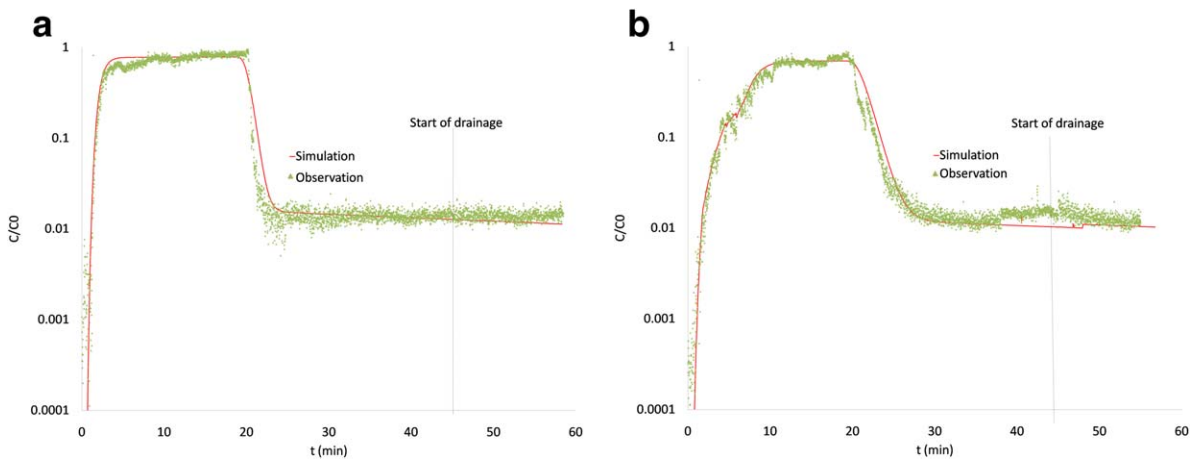 a
1
0.1
0.01
0.001
0.0001
C/C0
Start of drainage
Simulation
Observation
0 10 20 30 40 50 60
t (min)
b
1
0.1
0.01
0.001
0.0001
C/C0
Start of drainage
Simulation
Observation
0 10 20 30 40 50 60
t (min)